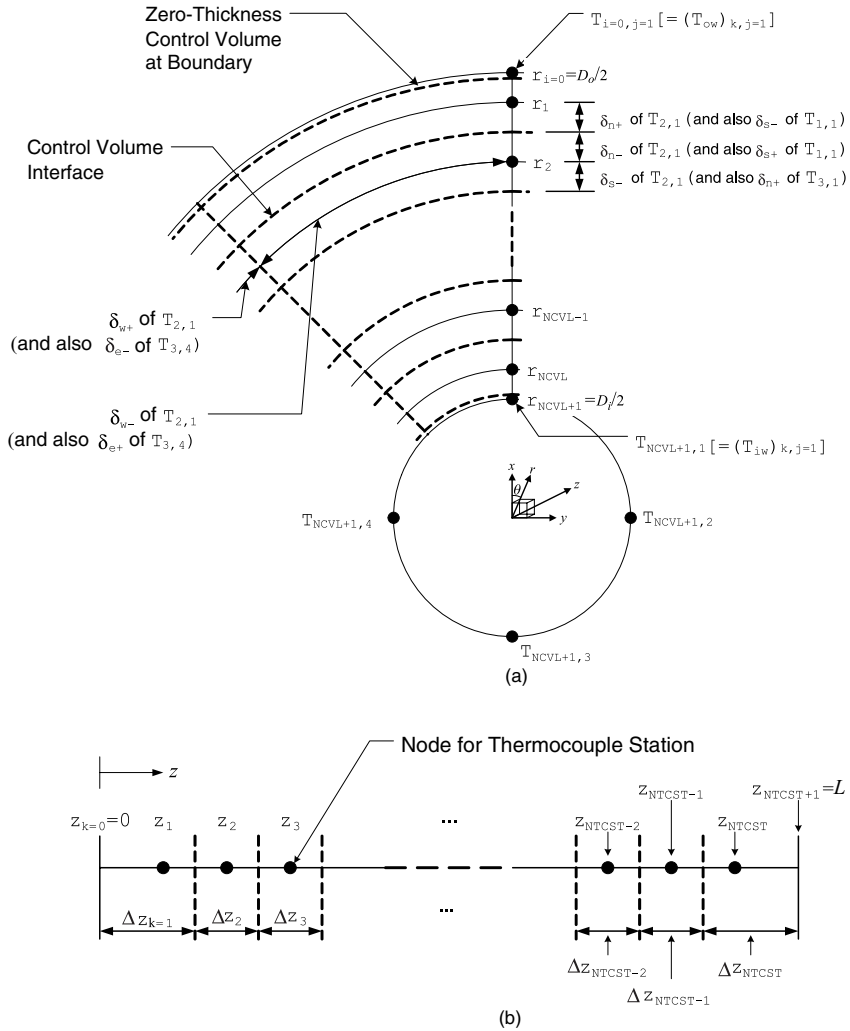 Zero-Thickness
Control Volume
at Boundary
T_{i=0,j=1} [= (T_{ow})_{k,j=1}]
r_{i=0}=D_o/2
r_1
δ_{n+} of T_{2,1} (and also δ_{s-} of T_{1,1})
Control Volume
Interface
δ_{n-} of T_{2,1} (and also δ_{s+} of T_{1,1})
r_2
δ_{s-} of T_{2,1} (and also δ_{n+} of T_{3,1})
δ_{w+} of T_{2,1}
(and also δ_{e-} of T_{3,4})
r_{NCVL-1}
r_{NCVL}
δ_{w-} of T_{2,1}
(and also δ_{e+} of T_{3,4})
r_{NCVL+1}=D_i/2
T_{NCVL+1,1} [= (T_{iw})_{k,j=1}]
x
r
θ
z
y
T_{NCVL+1,4}
T_{NCVL+1,2}
T_{NCVL+1,3}
(a)
Node for Thermocouple Station
z
z_{k=0}=0
z_1
z_2
z_3
...
z_{NTCST-2}
z_{NTCST-1}
z_{NTCST}
z_{NTCST+1}=L
Δz_{k=1}
Δz_2
Δz_3
...
Δz_{NTCST-2}
Δz_{NTCST-1}
Δz_{NTCST}
(b)